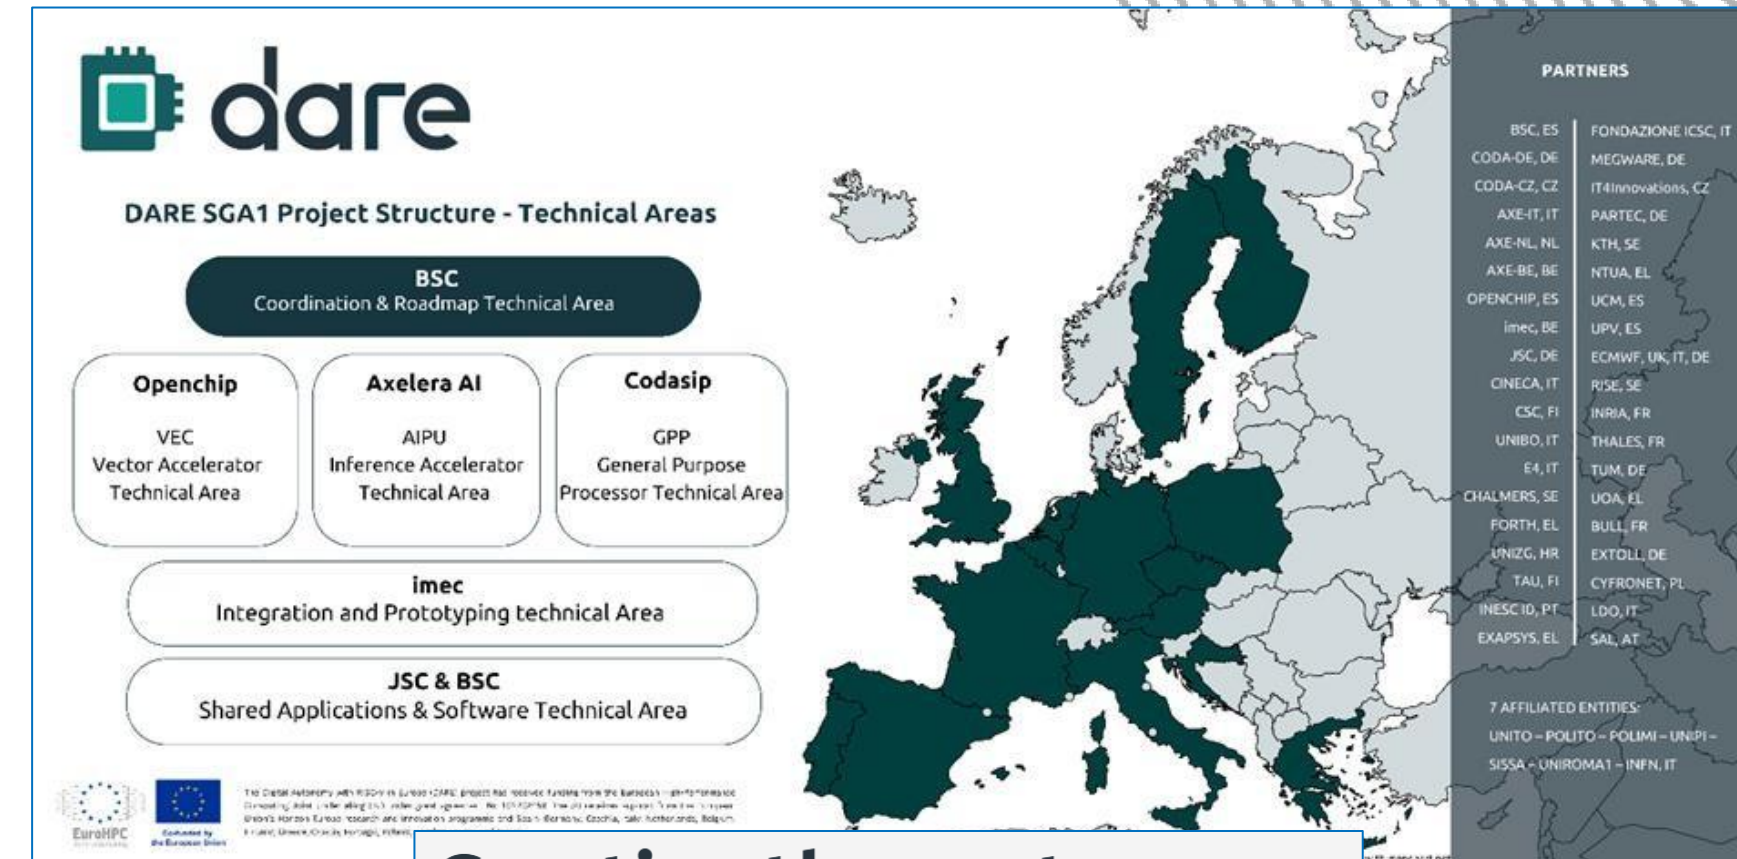 dare
DARE SGA1 Project Structure - Technical Areas
BSC
Coordination & Roadmap Technical Area
Openchip
VEC
Vector Accelerator
Technical Area
Axelera AI
AIPU
Inference Accelerator
Technical Area
Codasip
GPP
General Purpose
Processor Technical Area
imec
Integration and Prototyping technical Area
JSC & BSC
Shared Applications & Software Technical Area
EuroHPC
Co-funded by
the European Union
PARTNERS
BSC, ES
CODA-DE, DE
CODA-CZ, CZ
AXE-IT, IT
AXE-NL, NL
AXE-BE, BE
OPENCHIP, ES
imec, BE
JSC, DE
CINECA, IT
CSC, FI
UNIBO, IT
E4, IT
CHALMERS, SE
FORTH, EL
UNIZG, HR
TAU, FI
INESC ID, PT
EXAPSYS, EL
FONDAZIONE ICSC, IT
MEGWARE, DE
IT4Innovations, CZ
PARTEC, DE
KTH, SE
NTUA, EL
UCM, ES
UPV, ES
ECMWF, UK, IT, DE
RISE, SE
INRIA, FR
THALES, FR
TUM, DE
UOA, EL
BULL, FR
EXTOLL, DE
CYFRONET, PL
LDO, IT
SAL, AT
7 AFFILIATED ENTITIES:
UNITO – POLITO – POLIMI – UNIPI –
SISSA – UNIROMA1 – INFN, IT